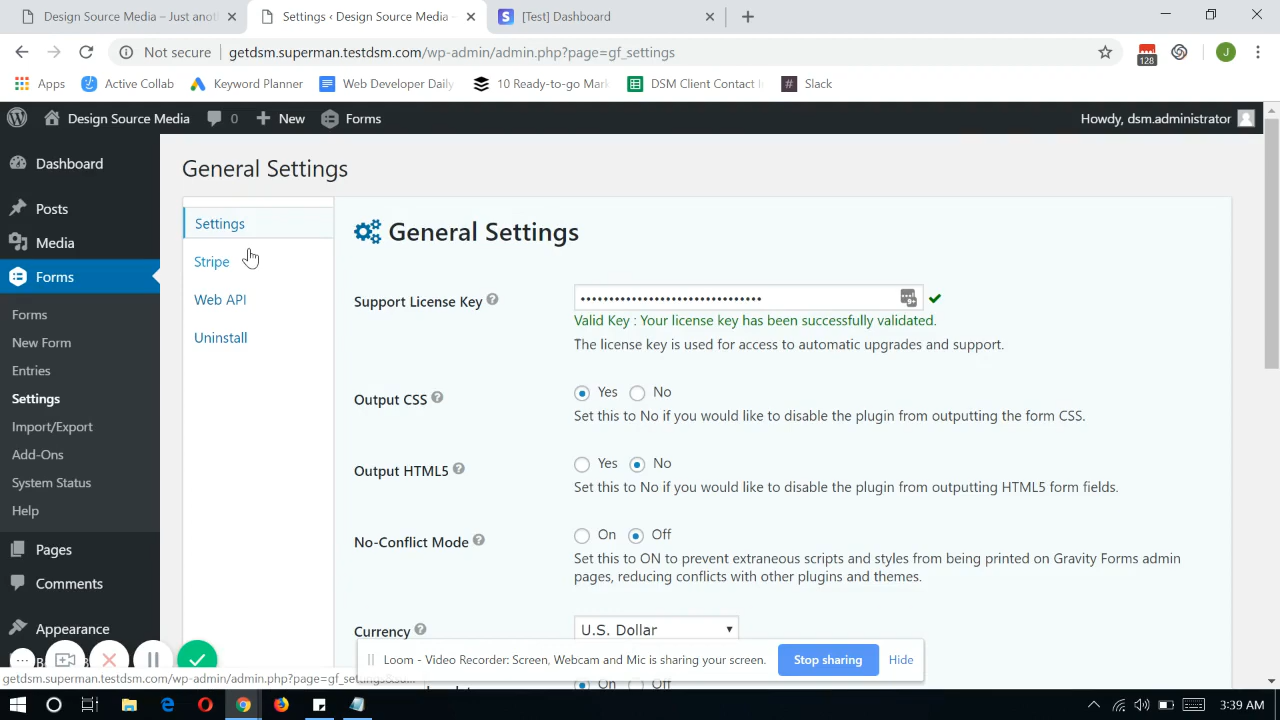 Design Source Media – Just anot
Settings ‹ Design Source Media –
[Test] Dashboard
Not secure
getdsm.superman.testdsm.com/wp-admin/admin.php?page=gf_settings
128
J
Apps
Active Collab
Keyword Planner
Web Developer Daily
10 Ready-to-go Mark
DSM Client Contact I
Slack
Design Source Media
0
New
Forms
Howdy, dsm.administrator
Dashboard
Posts
Media
Forms
Forms
New Form
Entries
Settings
Import/Export
Add-Ons
System Status
Help
Pages
Comments
Appearance
General Settings
Settings
Stripe
Web API
Uninstall
General Settings
Support License Key
Valid Key : Your license key has been successfully validated.
The license key is used for access to automatic upgrades and support.
Output CSS
Yes No
Set this to No if you would like to disable the plugin from outputting the form CSS.
Output HTML5
Yes No
Set this to No if you would like to disable the plugin from outputting HTML5 form fields.
No-Conflict Mode
On Off
Set this to ON to prevent extraneous scripts and styles from being printed on Gravity Forms admin
pages, reducing conflicts with other plugins and themes.
Currency
U.S. Dollar
On Off
Loom - Video Recorder: Screen, Webcam and Mic is sharing your screen.
Stop sharing
Hide
getdsm.superman.testdsm.com/wp-admin/admin.php?page=gf_settings&su...
3:39 AM